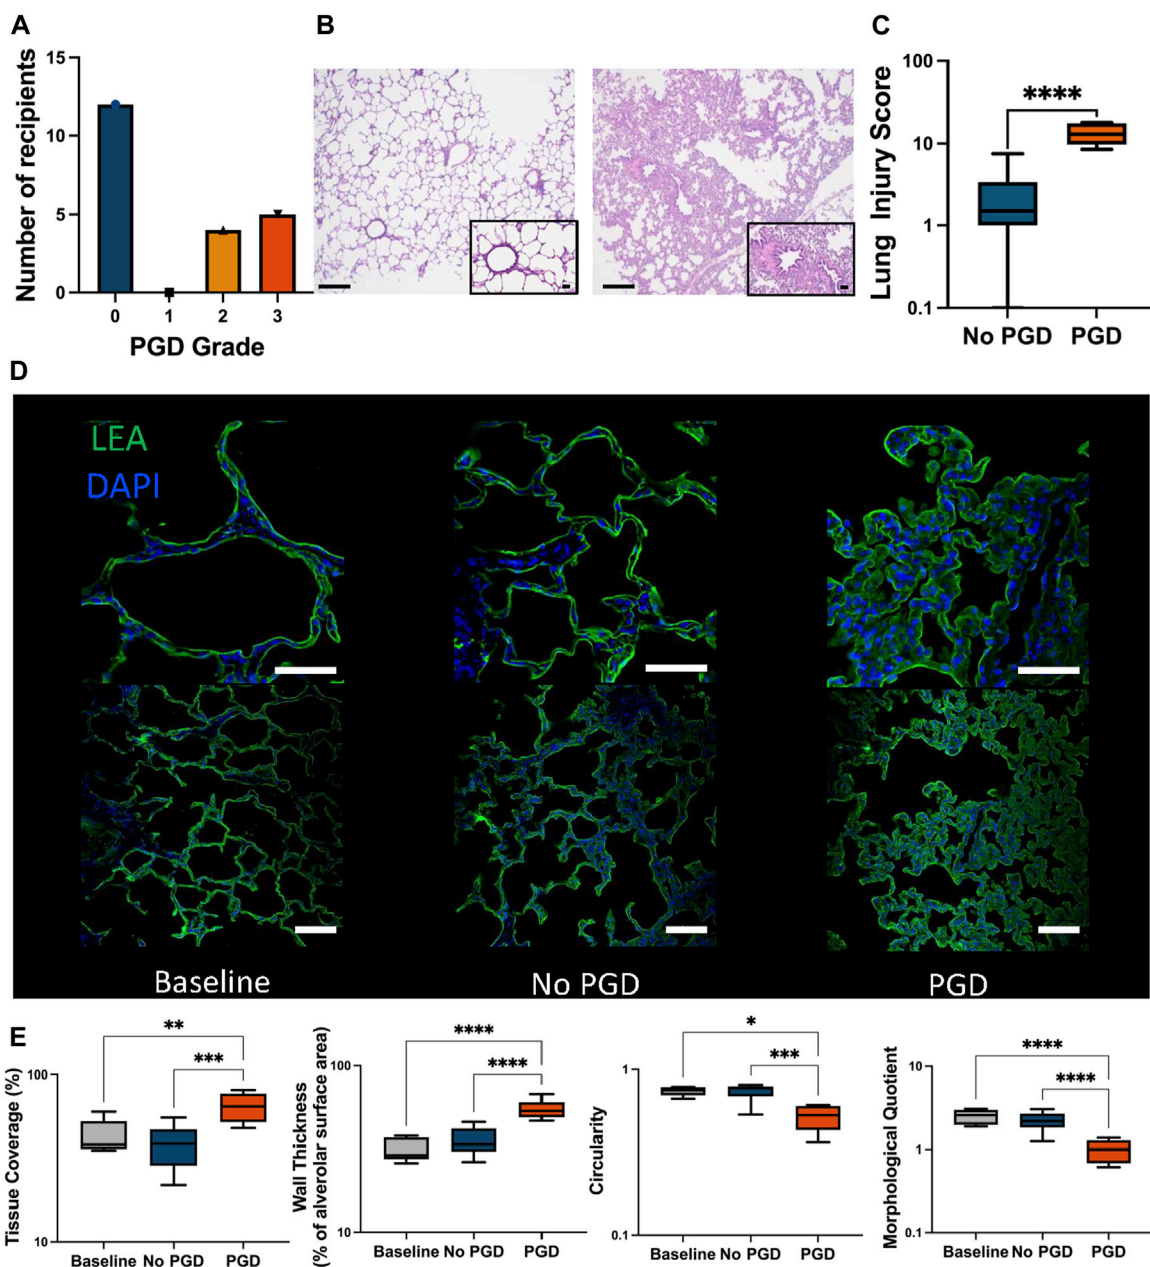 A
Number of recipients
15
10
5
0
0 1 2 3
PGD Grade
B
C
Lung Injury Score
100
10
1
0.1
****
No PGD PGD
D
LEA
DAPI
Baseline No PGD PGD
E
Tissue Coverage (%)
100
10
**
***
Baseline No PGD PGD
Wall Thickness
(% of alverolar surface area)
100
10
****
****
Baseline No PGD PGD
Circularity
1
0.1
*
***
Baseline No PGD PGD
Morphological Quotient
10
1
0.1
****
****
Baseline No PGD PGD